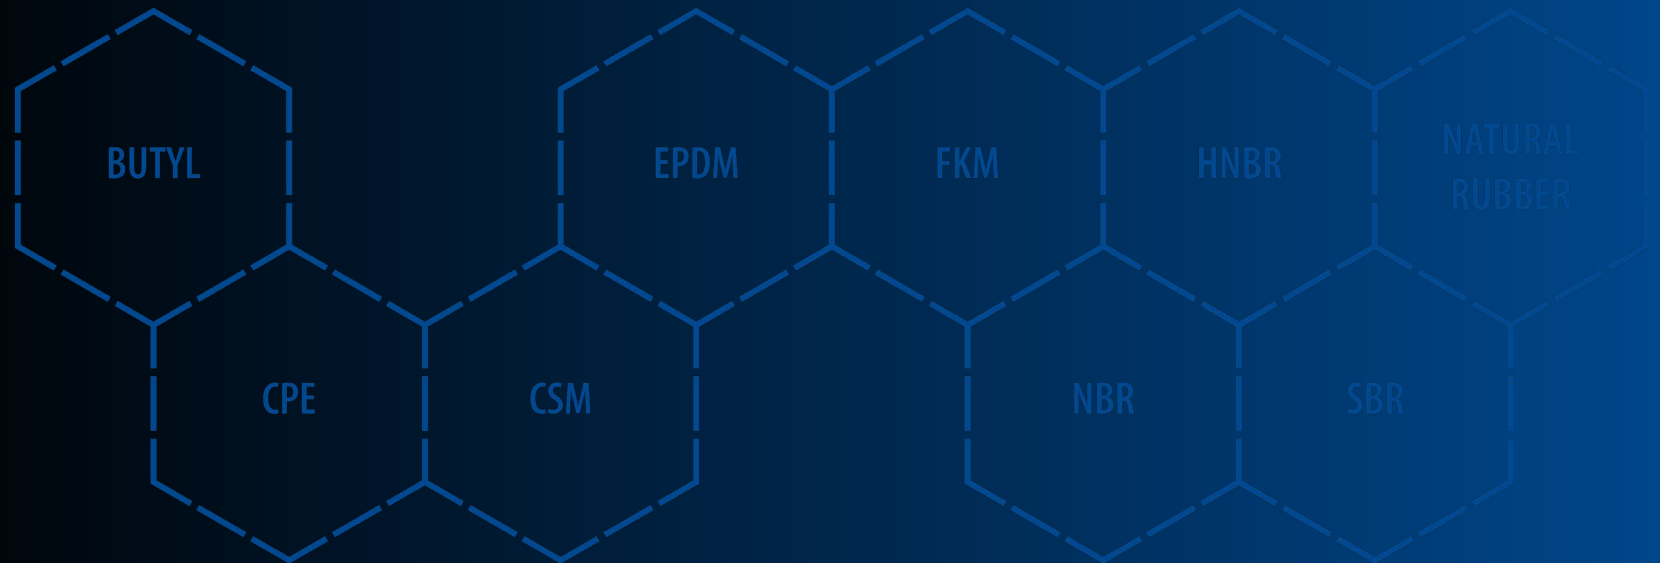 BUTYL
EPDM
FKM
HNBR
NATURAL
RUBBER
CPE
CSM
NBR
SBR